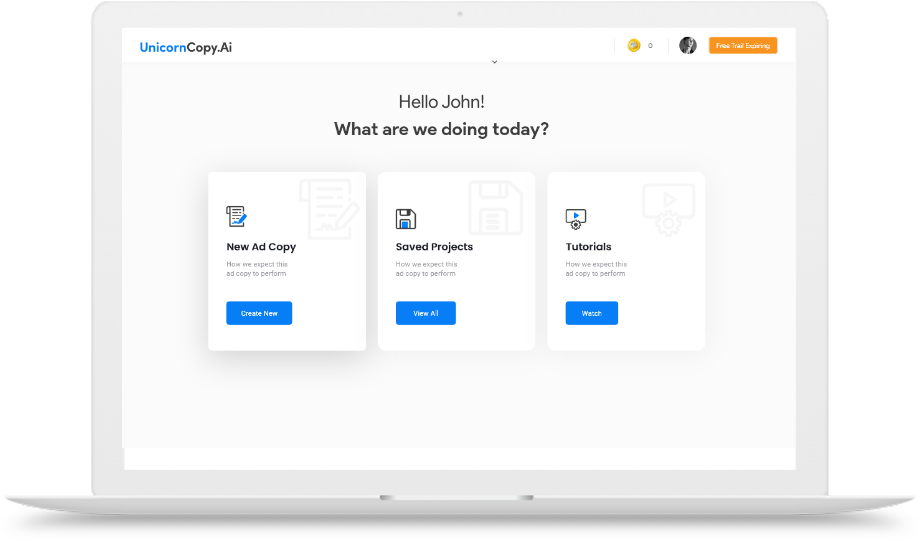 UnicornCopy.Ai
0
Free Trail Expiring
Hello John!
What are we doing today?
New Ad Copy
How we expect this
ad copy to perform
Create New
Saved Projects
How we expect this
ad copy to perform
View All
Tutorials
How we expect this
ad copy to perform
Watch